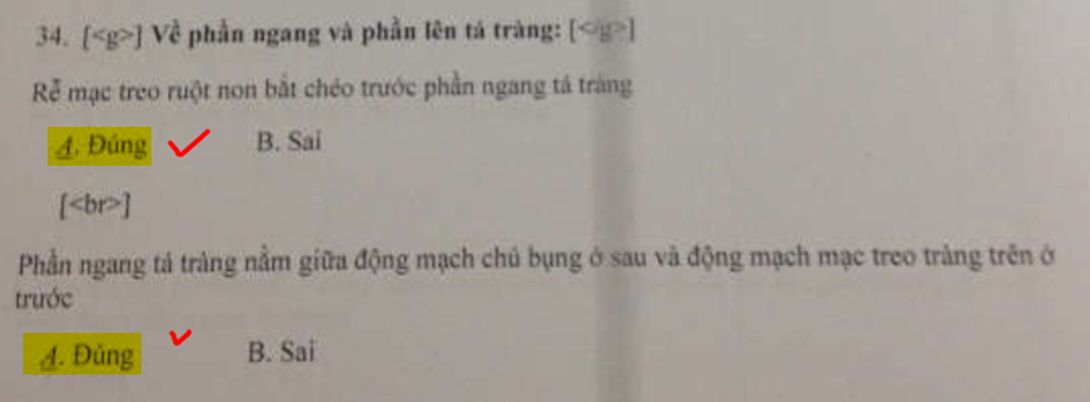 34. [<g>] Về phần ngang và phần lên tá tràng: [</g>]
Rễ mạc treo ruột non bắt chéo trước phần ngang tá tràng
A. Đúng B. Sai
[<br>]
Phần ngang tá tràng nằm giữa động mạch chủ bụng ở sau và động mạch mạc treo tràng trên ở
trước
A. Đúng B. Sai